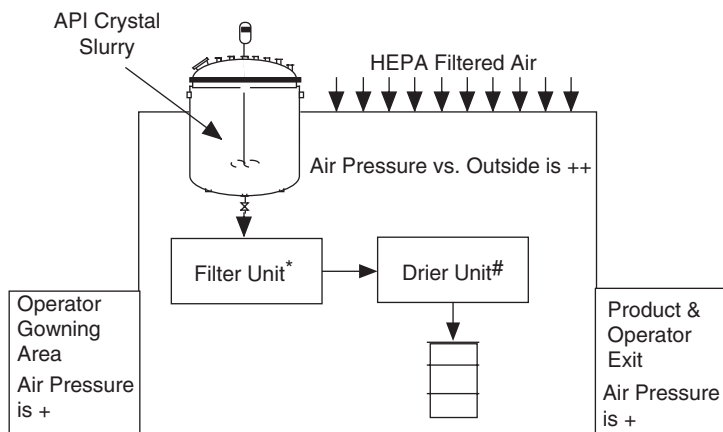 API Crystal
Slurry
HEPA Filtered Air
Air Pressure vs. Outside is ++
Filter Unit*
Drier Unit#
Operator
Gowning
Area
Air Pressure
is +
Product &
Operator
Exit
Air Pressure
is +